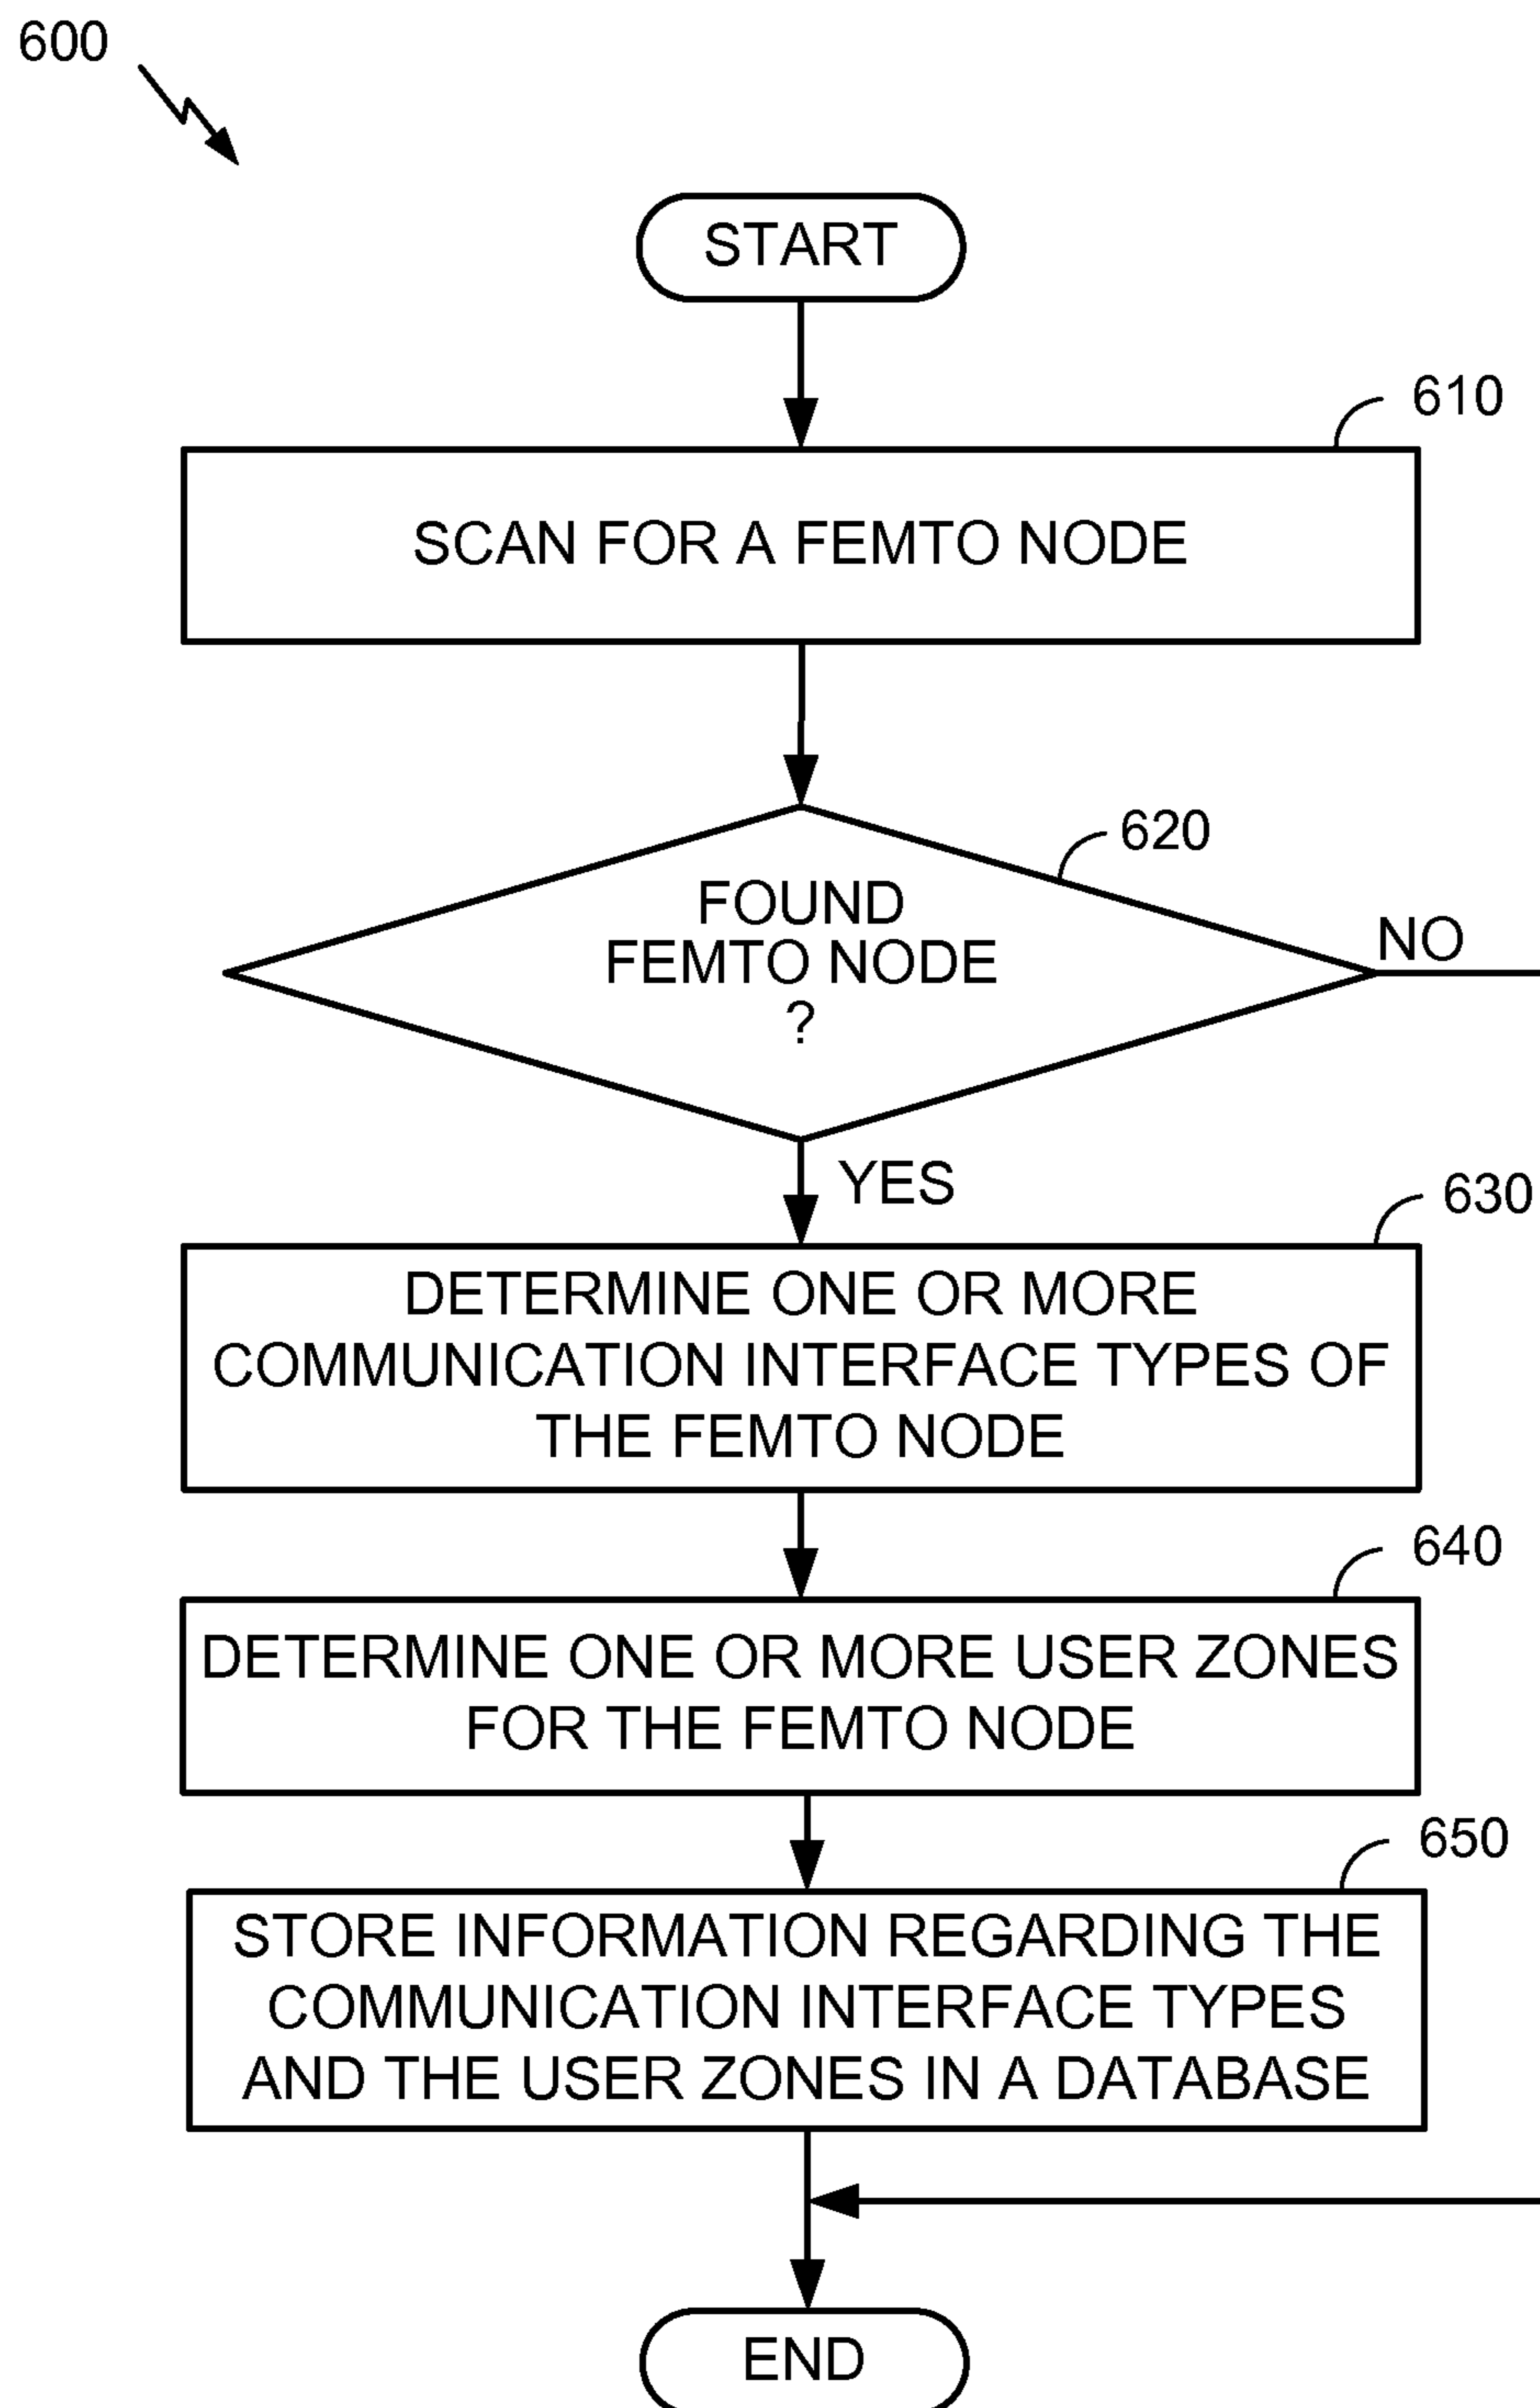 600
START
610
SCAN FOR A FEMTO NODE
620
FOUND
FEMTO NODE
?
NO
YES
630
DETERMINE ONE OR MORE
COMMUNICATION INTERFACE TYPES OF
THE FEMTO NODE
640
DETERMINE ONE OR MORE USER ZONES
FOR THE FEMTO NODE
650
STORE INFORMATION REGARDING THE
COMMUNICATION INTERFACE TYPES
AND THE USER ZONES IN A DATABASE
END